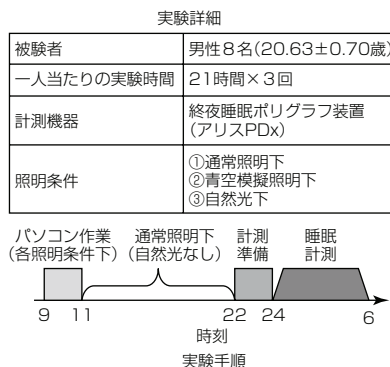 実験詳細
被験者 男性8名(20.63±0.70歳)
一人当たりの実験時間 21時間×3回
計測機器 終夜睡眠ポリグラフ装置
(アリスPDx)
照明条件 ①通常照明下
②青空模擬照明下
③自然光下
パソコン作業 通常照明下 計測 睡眠
(各照明条件下) (自然光なし) 準備 計測
9 11 22 24 6
時刻
実験手順